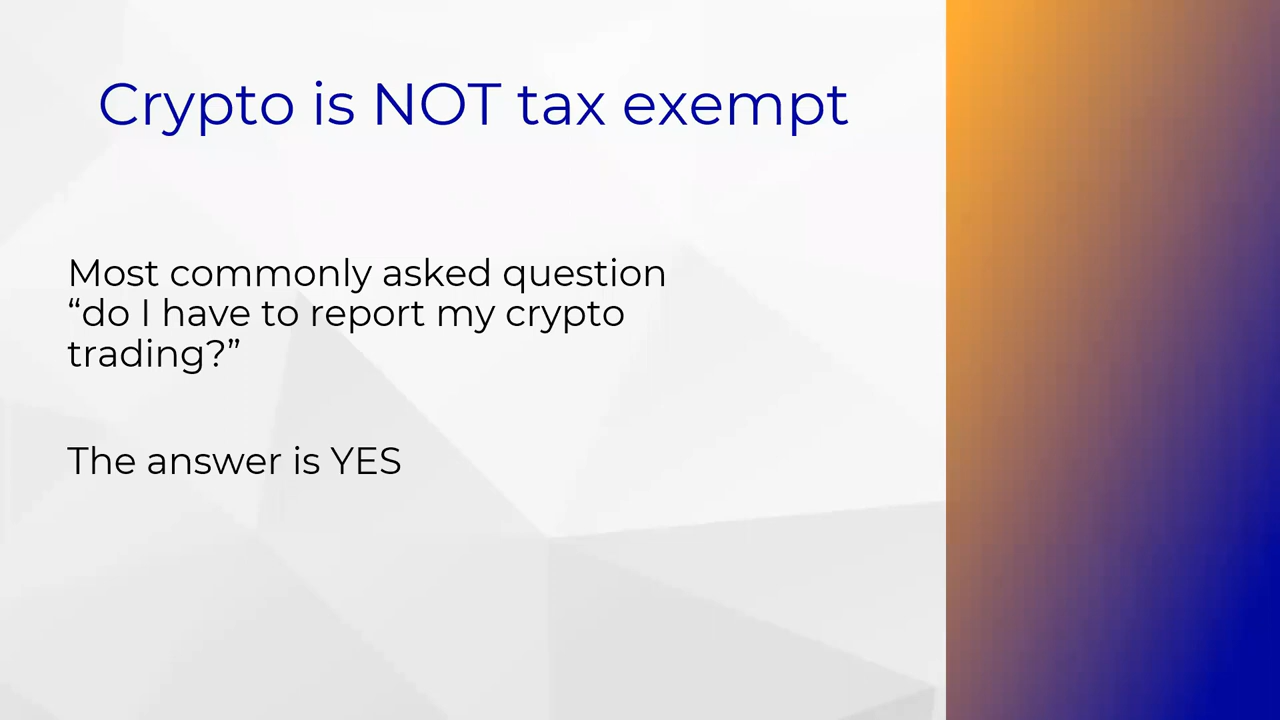 Crypto is NOT tax exempt
Most commonly asked question
“do I have to report my crypto
trading?”
The answer is YES